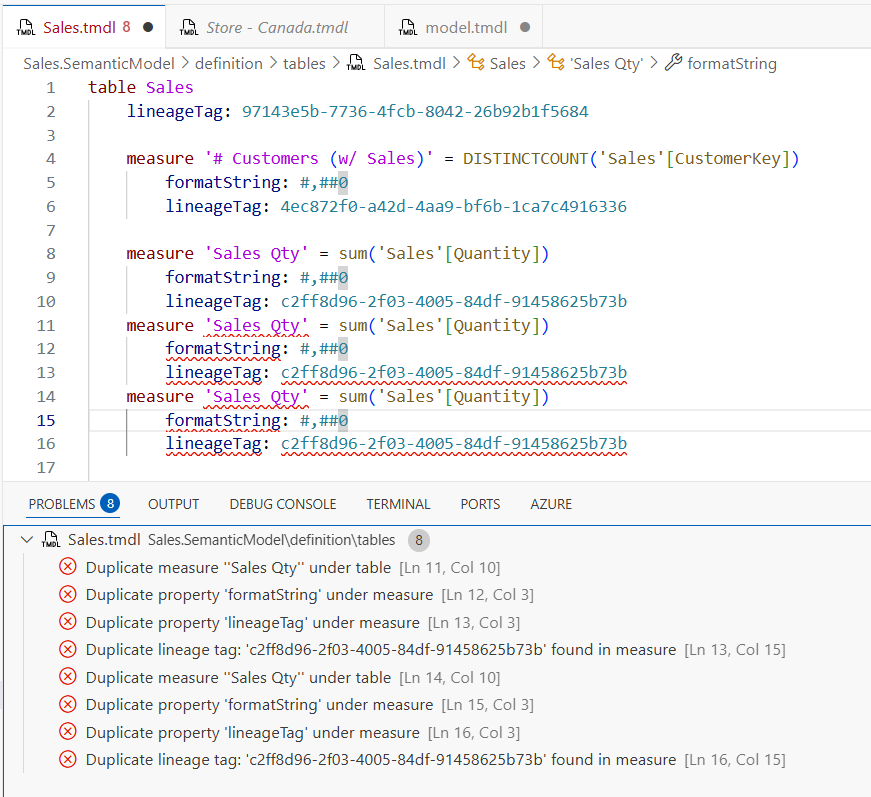 TMDL Sales.tmdl 8 ● TMDL Store - Canada.tmdl TMDL model.tmdl ●
Sales.SemanticModel > definition > tables > TMDL Sales.tmdl > Sales > 'Sales Qty' > formatString
1 table Sales
2 lineageTag: 97143e5b-7736-4fcb-8042-26b92b1f5684
3
4 measure '# Customers (w/ Sales)' = DISTINCTCOUNT('Sales'[CustomerKey])
5 formatString: #,##0
6 lineageTag: 4ec872f0-a42d-4aa9-bf6b-1ca7c4916336
7
8 measure 'Sales Qty' = sum('Sales'[Quantity])
9 formatString: #,##0
10 lineageTag: c2ff8d96-2f03-4005-84df-91458625b73b
11 measure 'Sales Qty' = sum('Sales'[Quantity])
12 formatString: #,##0
13 lineageTag: c2ff8d96-2f03-4005-84df-91458625b73b
14 measure 'Sales Qty' = sum('Sales'[Quantity])
15 formatString: #,##0
16 lineageTag: c2ff8d96-2f03-4005-84df-91458625b73b
17
PROBLEMS 8 OUTPUT DEBUG CONSOLE TERMINAL PORTS AZURE
TMDL Sales.tmdl Sales.SemanticModel\definition\tables 8
Duplicate measure ''Sales Qty'' under table [Ln 11, Col 10]
Duplicate property 'formatString' under measure [Ln 12, Col 3]
Duplicate property 'lineageTag' under measure [Ln 13, Col 3]
Duplicate lineage tag: 'c2ff8d96-2f03-4005-84df-91458625b73b' found in measure [Ln 13, Col 15]
Duplicate measure ''Sales Qty'' under table [Ln 14, Col 10]
Duplicate property 'formatString' under measure [Ln 15, Col 3]
Duplicate property 'lineageTag' under measure [Ln 16, Col 3]
Duplicate lineage tag: 'c2ff8d96-2f03-4005-84df-91458625b73b' found in measure [Ln 16, Col 15]